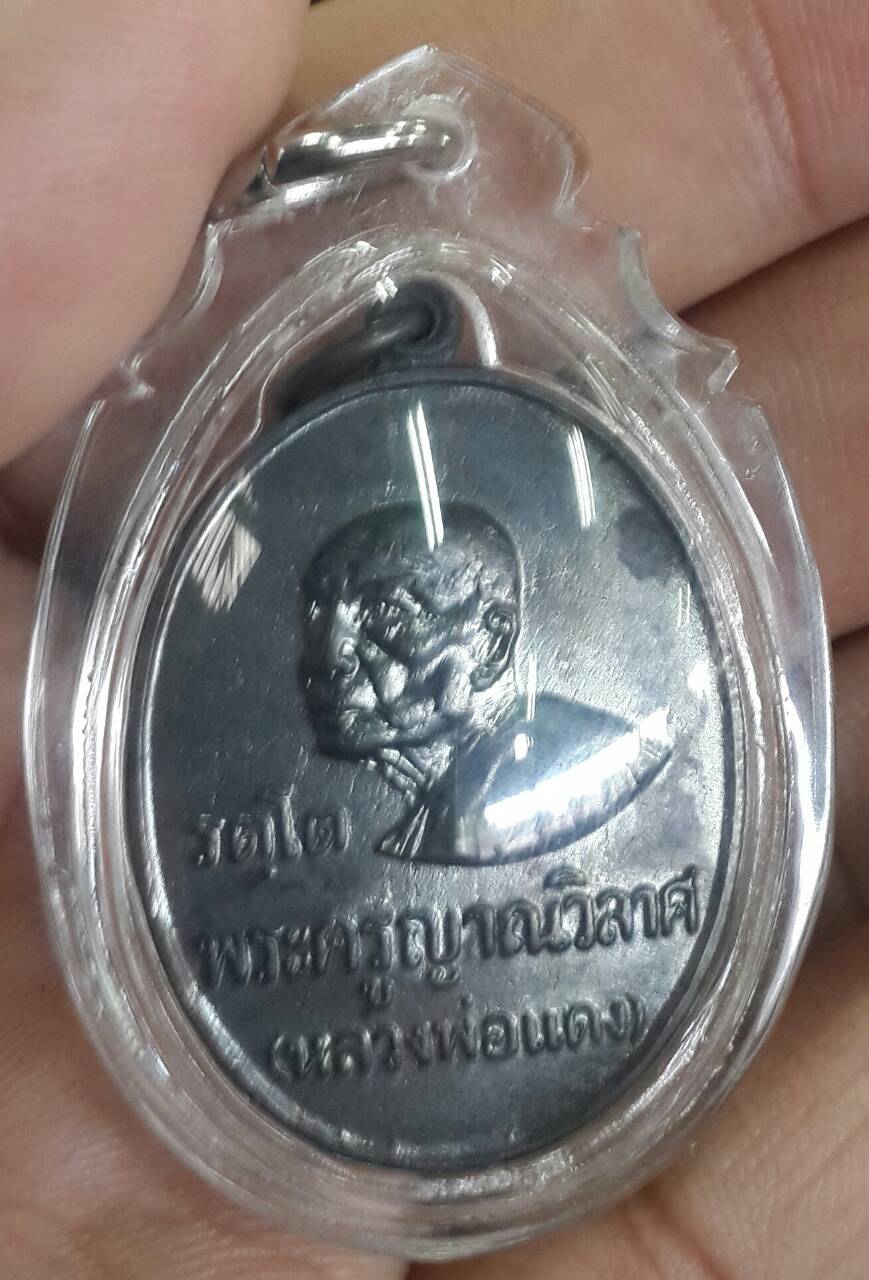 รตฺโต
พระครูญาณวิลาศ
(หลวงพ่อแดง)